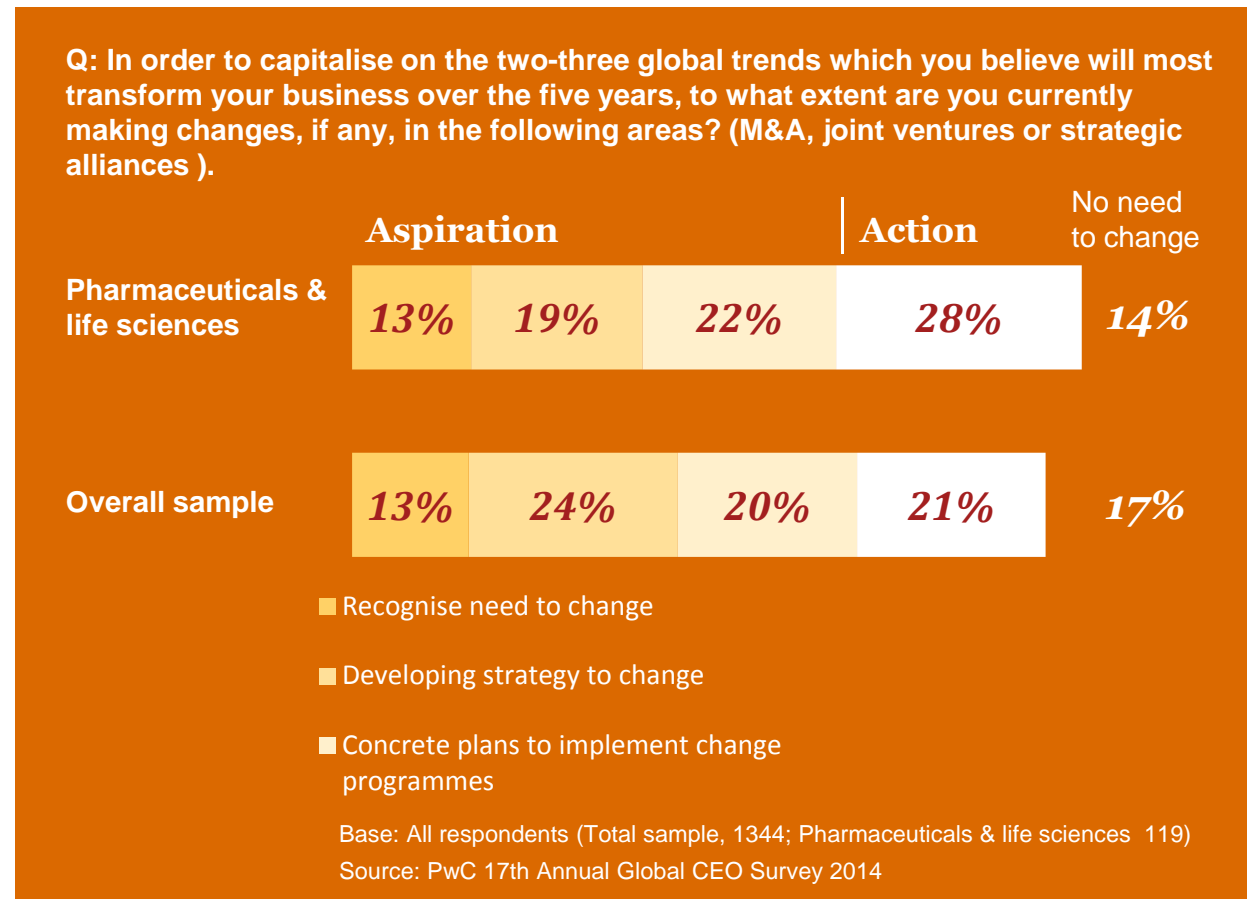 Q: In order to capitalise on the two-three global trends which you believe will most
transform your business over the five years, to what extent are you currently
making changes, if any, in the following areas? (M&A, joint ventures or strategic
alliances ).
Aspiration
Action
No need
to change
Pharmaceuticals &
life sciences
13%
19%
22%
28%
14%
Overall sample
13%
24%
20%
21%
17%
Recognise need to change
Developing strategy to change
Concrete plans to implement change
programmes
Base: All respondents (Total sample, 1344; Pharmaceuticals & life sciences 119)
Source: PwC 17th Annual Global CEO Survey 2014